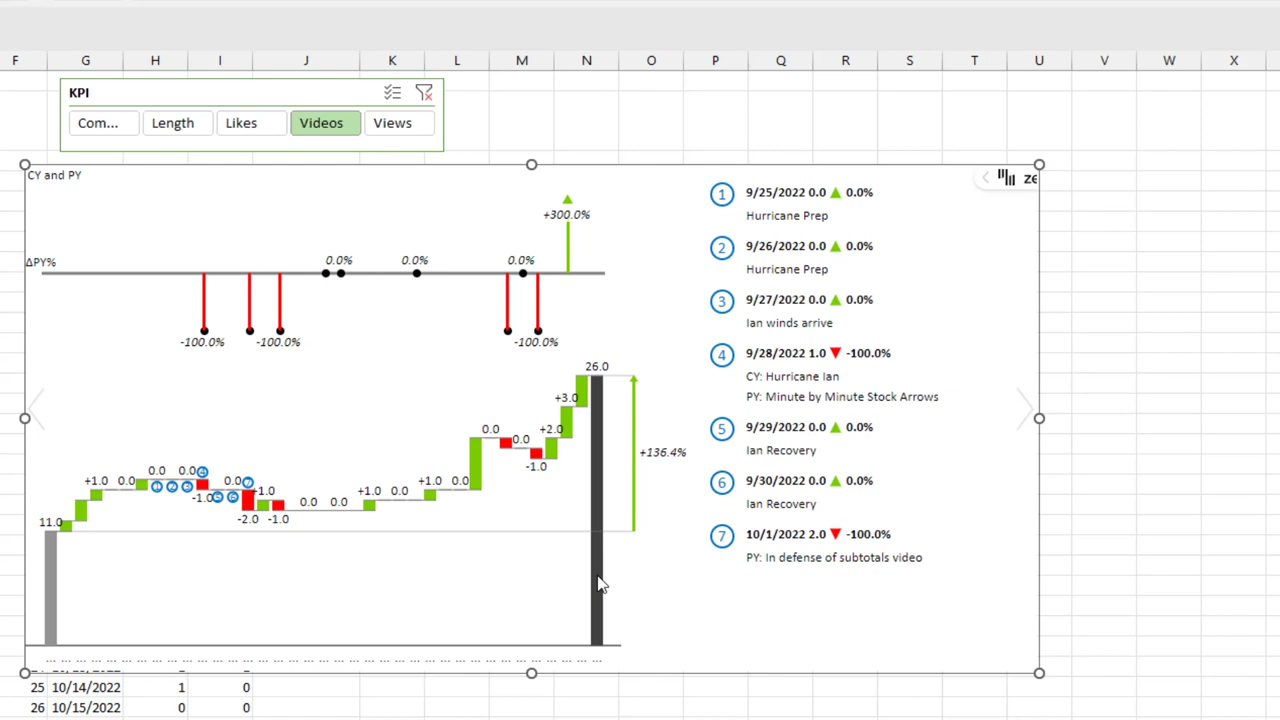 F G H I J K L M N O P Q R S T U V W X
KPI
Com... Length Likes Videos Views
CY and PY
ze
+300.0%
ΔPY%
0.0% 0.0% 0.0%
-100.0% -100.0% -100.0%
26.0
+3.0
0.0 0.0 +2.0
-1.0
+136.4%
+1.0 0.0 0.0 0.0 4
1 2 3 -1.0 5 6 0.0 7 +1.0
-2.0 -1.0 0.0 0.0 +1.0 0.0 +1.0 0.0
11.0
1 9/25/2022 0.0 ▲ 0.0%
Hurricane Prep
2 9/26/2022 0.0 ▲ 0.0%
Hurricane Prep
3 9/27/2022 0.0 ▲ 0.0%
Ian winds arrive
4 9/28/2022 1.0 ▼ -100.0%
CY: Hurricane Ian
PY: Minute by Minute Stock Arrows
5 9/29/2022 0.0 ▲ 0.0%
Ian Recovery
6 9/30/2022 0.0 ▲ 0.0%
Ian Recovery
7 10/1/2022 2.0 ▼ -100.0%
PY: In defense of subtotals video
... ... ... ... ... ... ... ... ... ... ... ... ... ... ... ... ... ... ... ... ... ... ... ... ... ... ... ... ... ... ... ... ... ... ... ... ...
25 10/14/2022 1 0
26 10/15/2022 0 0